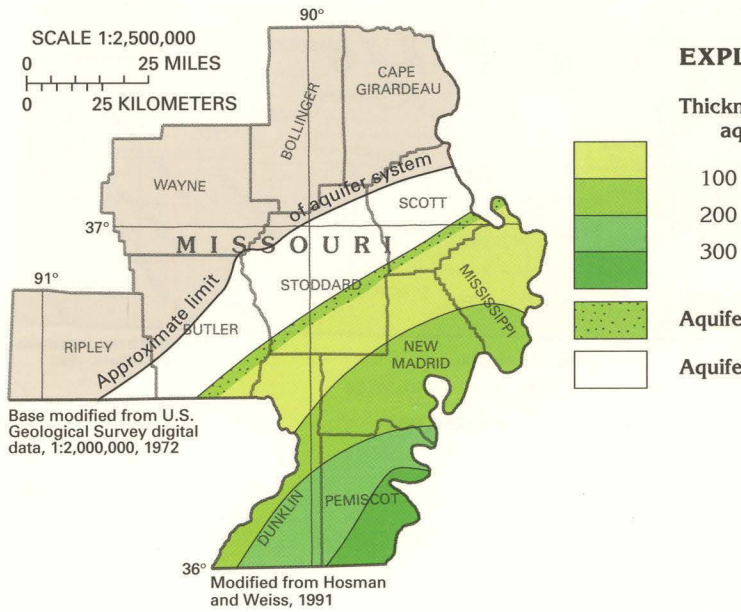 90°
SCALE 1:2,500,000
0 25 MILES
0 25 KILOMETERS
CAPE
GIRARDEAU
BOLLINGER
WAYNE
of aquifer system
SCOTT
37°
MISSOURI
91°
STODDARD
MISSISSIPPI
Approximate limit
BUTLER
RIPLEY
NEW
MADRID
Base modified from U.S.
Geological Survey digital
data, 1:2,000,000, 1972
DUNKLIN
PEMISCOT
36°
Modified from Hosman
and Weiss, 1991
EXPL
Thickn
aq
100
200
300
Aquife
Aquife